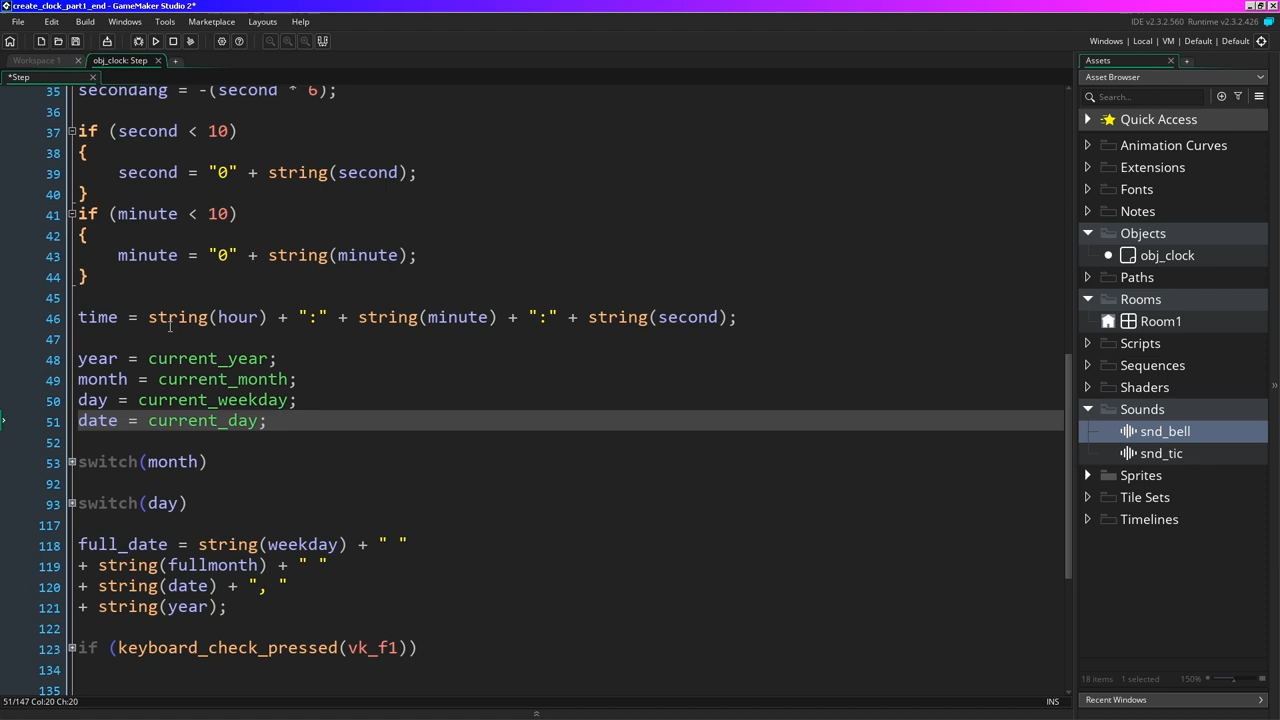 create_clock_part1_end - GameMaker Studio 2*
File Edit Build Windows Tools Marketplace Layouts Help
IDE v2.3.2.560 Runtime v2.3.2.426
Windows | Local | VM | Default | Default
Workspace 1
obj_clock: Step
*Step
35 secondang = -(second * 6);
36
37 if (second < 10)
38 {
39 second = "0" + string(second);
40 }
41 if (minute < 10)
42 {
43 minute = "0" + string(minute);
44 }
45
46 time = string(hour) + ":" + string(minute) + ":" + string(second);
47
48 year = current_year;
49 month = current_month;
50 day = current_weekday;
51 date = current_day;
52
53 switch(month)
92
93 switch(day)
117
118 full_date = string(weekday) + " "
119 + string(fullmonth) + " "
120 + string(date) + ", "
121 + string(year);
122
123 if (keyboard_check_pressed(vk_f1))
134
135
51/147 Col:20 Ch:20
INS
Assets
Asset Browser
Search...
Quick Access
Animation Curves
Extensions
Fonts
Notes
Objects
obj_clock
Paths
Rooms
Room1
Scripts
Sequences
Shaders
Sounds
snd_bell
snd_tic
Sprites
Tile Sets
Timelines
18 items 1 selected 150%
Recent Windows